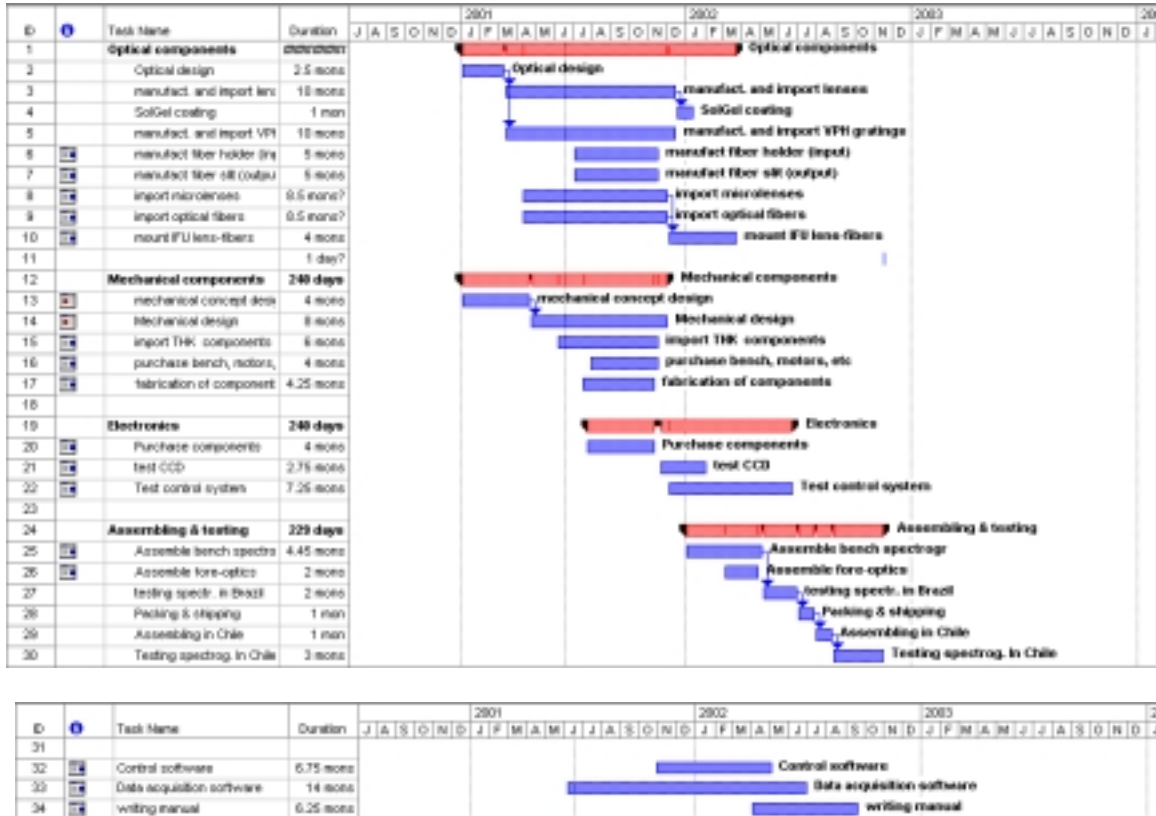 2001 2002 2003
ID Task Name Duration J A S O N D J F M A M J J A S O N D J F M A M J J A S O N D J F M A M J J A S O N D J
1 Optical components Optical components
2 Optical design 2.5 mons Optical design
3 manufact. and import lens 10 mons manufact. and import lenses
4 SolGel coating 1 mon SolGel coating
5 manufact. and import VPH 10 mons manufact. and import VPH gratings
6 manufact fiber holder (inp 5 mons manufact fiber holder (input)
7 manufact fiber slit (outpu 5 mons manufact fiber slit (output)
8 import microlenses 8.5 mons? import microlenses
9 import optical fibers 8.5 mons? import optical fibers
10 mount IFU lens-fibers 4 mons mount IFU lens-fibers
11 1 day?
12 Mechanical components 240 days Mechanical components
13 mechanical concept desi 4 mons mechanical concept design
14 Mechanical design 8 mons Mechanical design
15 import THK components 6 mons import THK components
16 purchase bench, motors, 4 mons purchase bench, motors, etc
17 fabrication of component 4.25 mons fabrication of components
18
19 Electronics 240 days Electronics
20 Purchase components 4 mons Purchase components
21 test CCD 2.75 mons test CCD
22 Test control system 7.25 mons Test control system
23
24 Assembling & testing 229 days Assembling & testing
25 Assemble bench spectro 4.45 mons Assemble bench spectrogr
26 Assemble fore-optics 2 mons Assemble fore-optics
27 testing spectr. in Brazil 2 mons testing spectr. in Brazil
28 Packing & shipping 1 mon Packing & shipping
29 Assembling in Chile 1 mon Assembling in Chile
30 Testing spectrog. In Chile 3 mons Testing spectrog. In Chile
2001 2002 2003
ID Task Name Duration J A S O N D J F M A M J J A S O N D J F M A M J J A S O N D J F M A M J J A S O N D J
31
32 Control software 6.75 mons Control software
33 Data acquisition software 14 mons Data acquisition software
34 writing manual 6.25 mons writing manual